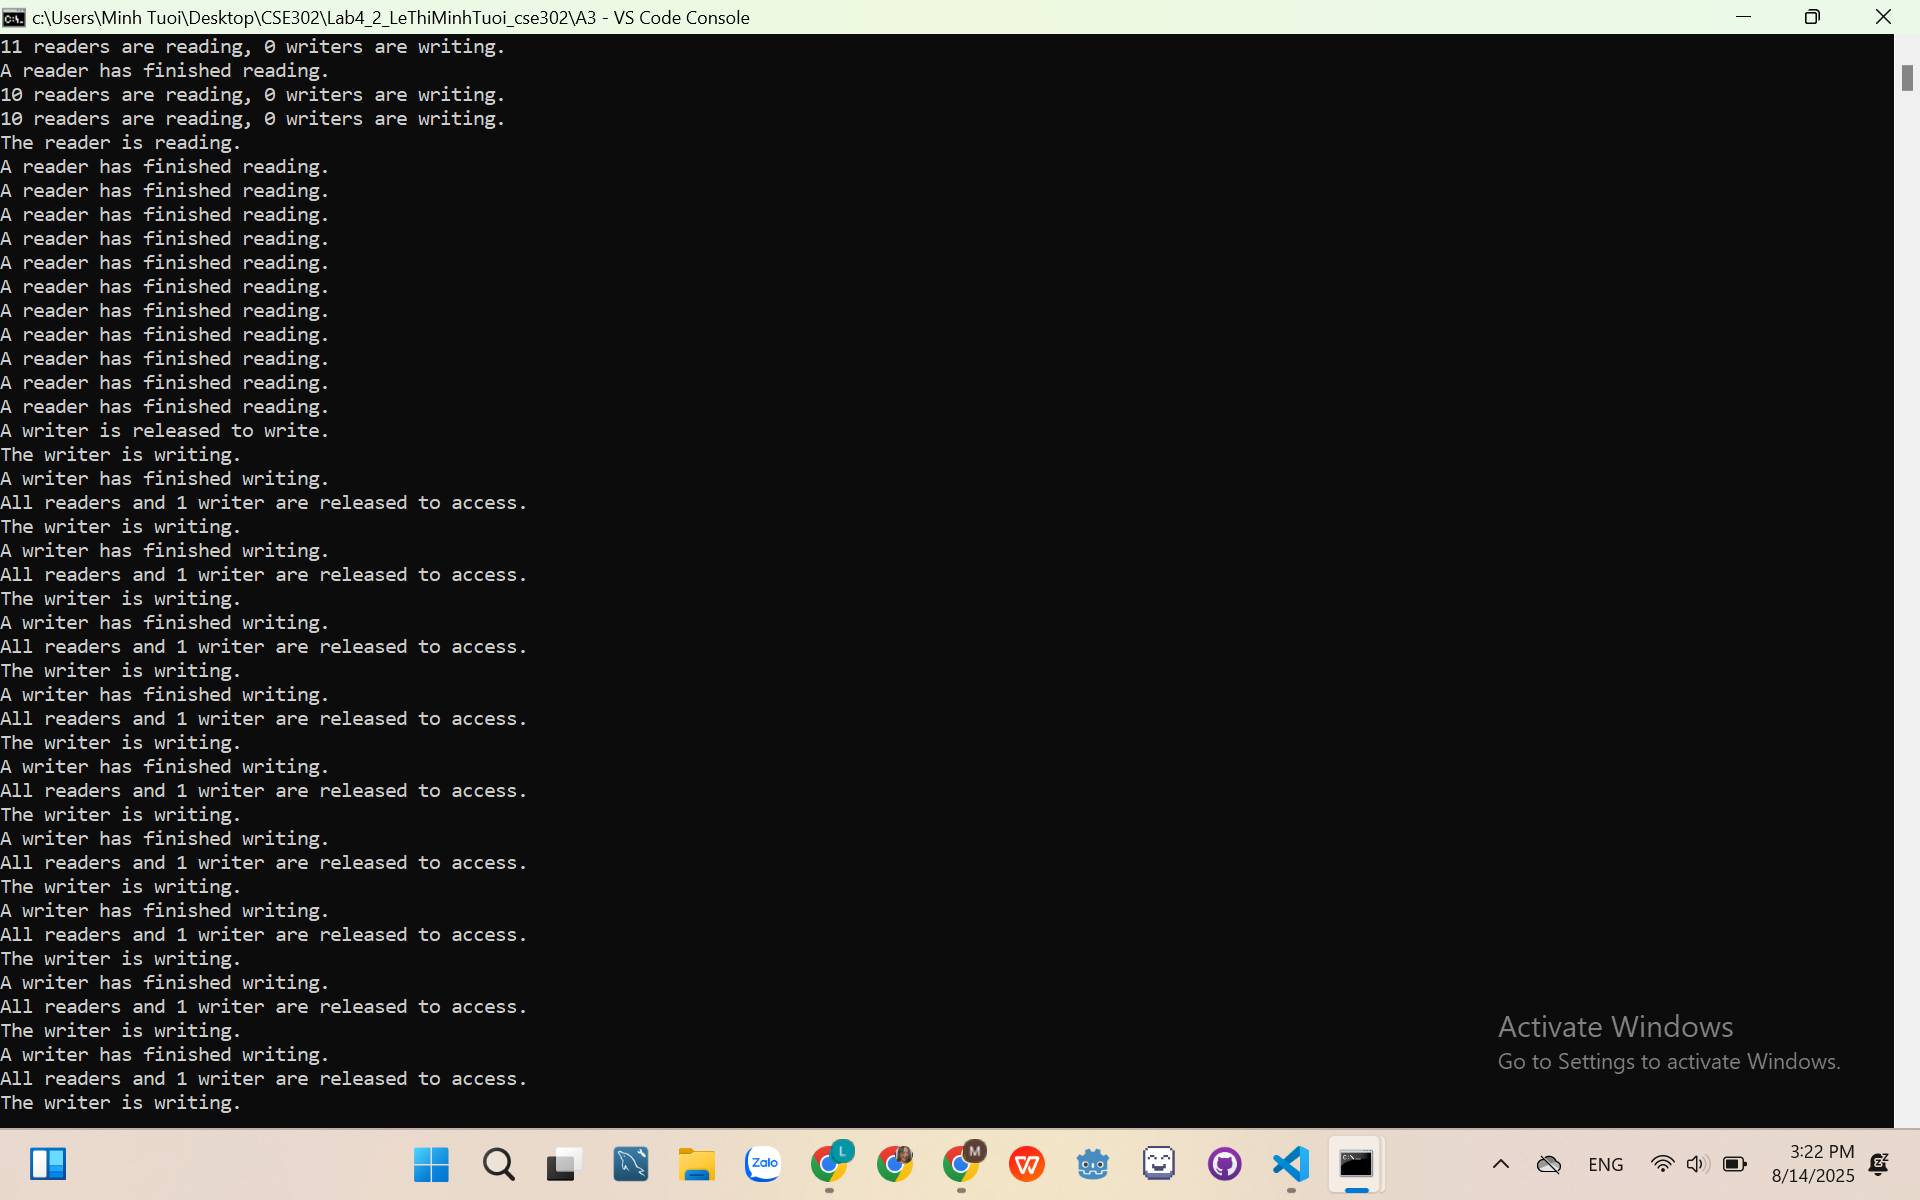 c:\Users\Minh Tuoi\Desktop\CSE302\Lab4_2_LeThiMinhTuoi_cse302\A3 - VS Code Console
11 readers are reading, 0 writers are writing.
A reader has finished reading.
10 readers are reading, 0 writers are writing.
10 readers are reading, 0 writers are writing.
The reader is reading.
A reader has finished reading.
A reader has finished reading.
A reader has finished reading.
A reader has finished reading.
A reader has finished reading.
A reader has finished reading.
A reader has finished reading.
A reader has finished reading.
A reader has finished reading.
A reader has finished reading.
A reader has finished reading.
A writer is released to write.
The writer is writing.
A writer has finished writing.
All readers and 1 writer are released to access.
The writer is writing.
A writer has finished writing.
All readers and 1 writer are released to access.
The writer is writing.
A writer has finished writing.
All readers and 1 writer are released to access.
The writer is writing.
A writer has finished writing.
All readers and 1 writer are released to access.
The writer is writing.
A writer has finished writing.
All readers and 1 writer are released to access.
The writer is writing.
A writer has finished writing.
All readers and 1 writer are released to access.
The writer is writing.
A writer has finished writing.
All readers and 1 writer are released to access.
The writer is writing.
A writer has finished writing.
All readers and 1 writer are released to access.
The writer is writing.
A writer has finished writing.
All readers and 1 writer are released to access.
The writer is writing.
Activate Windows
Go to Settings to activate Windows.
Zalo
L
M
W
ENG
3:22 PM
8/14/2025